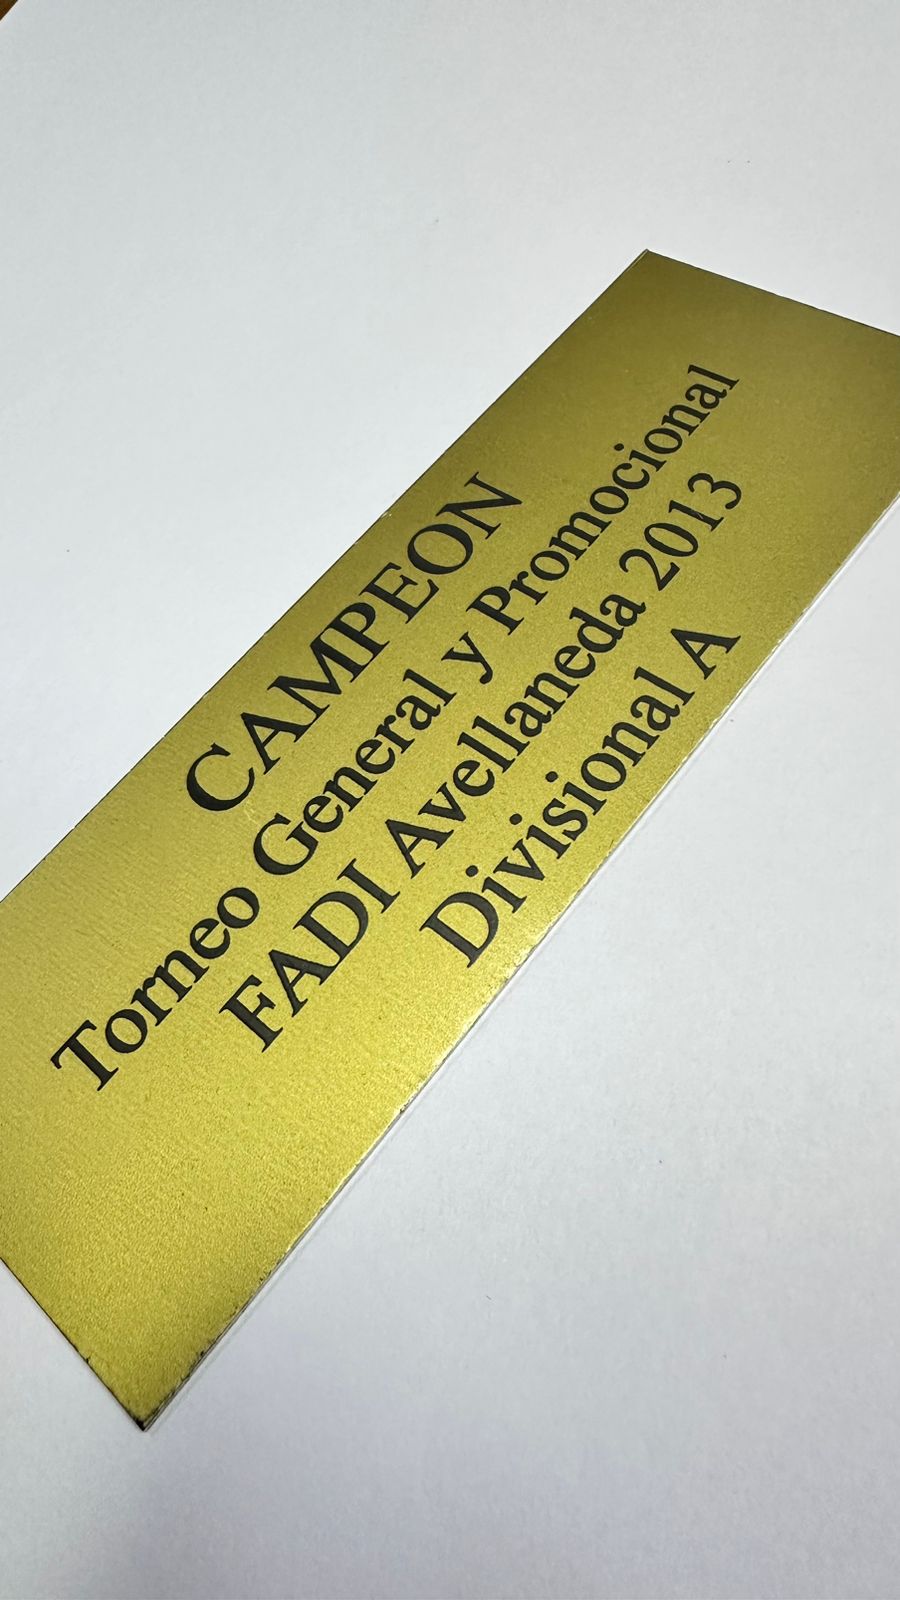 CAMPEON
Torneo General y Promocional
FADI Avellaneda 2013
Divisional A